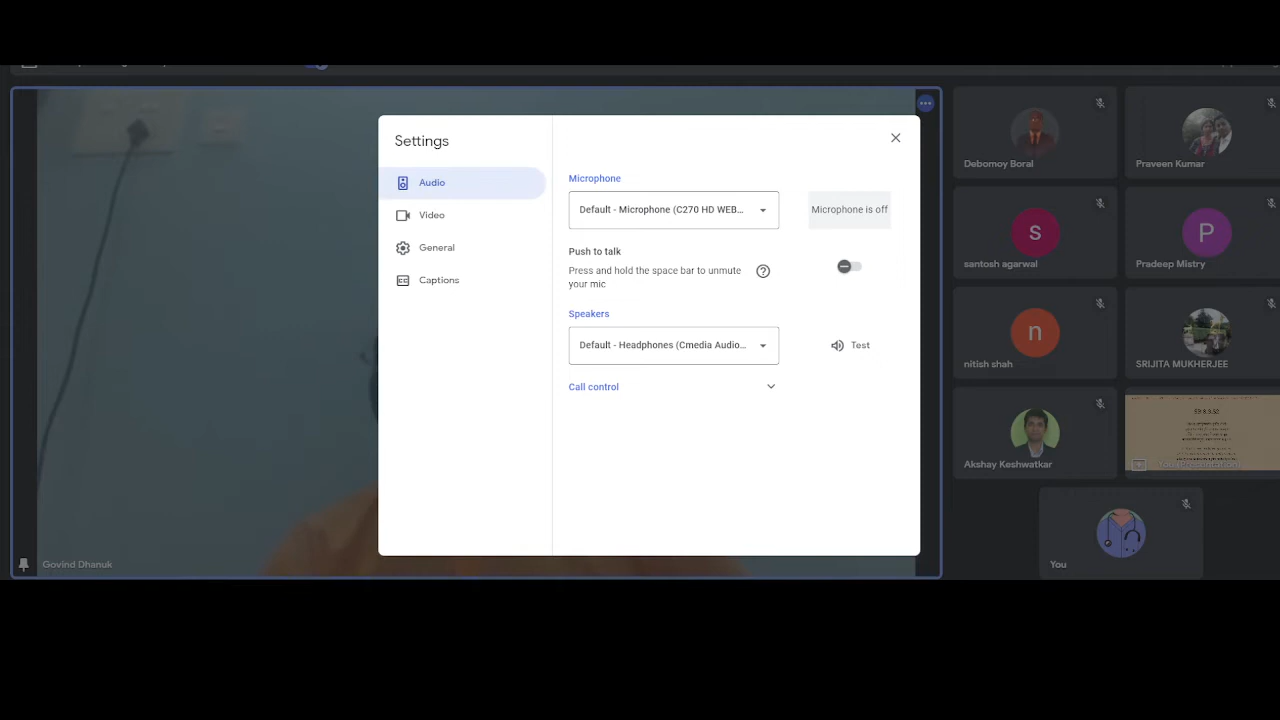 Settings
Audio
Video
General
Captions
Microphone
Default - Microphone (C270 HD WEB...
Microphone is off
Push to talk
Press and hold the space bar to unmute
your mic
Speakers
Default - Headphones (Cmedia Audio...
Test
Call control
Govind Dhanuk
Debomoy Boral
Praveen Kumar
s
santosh agarwal
P
Pradeep Mistry
n
nitish shah
SRIJITA MUKHERJEE
Akshay Keshwatkar
You